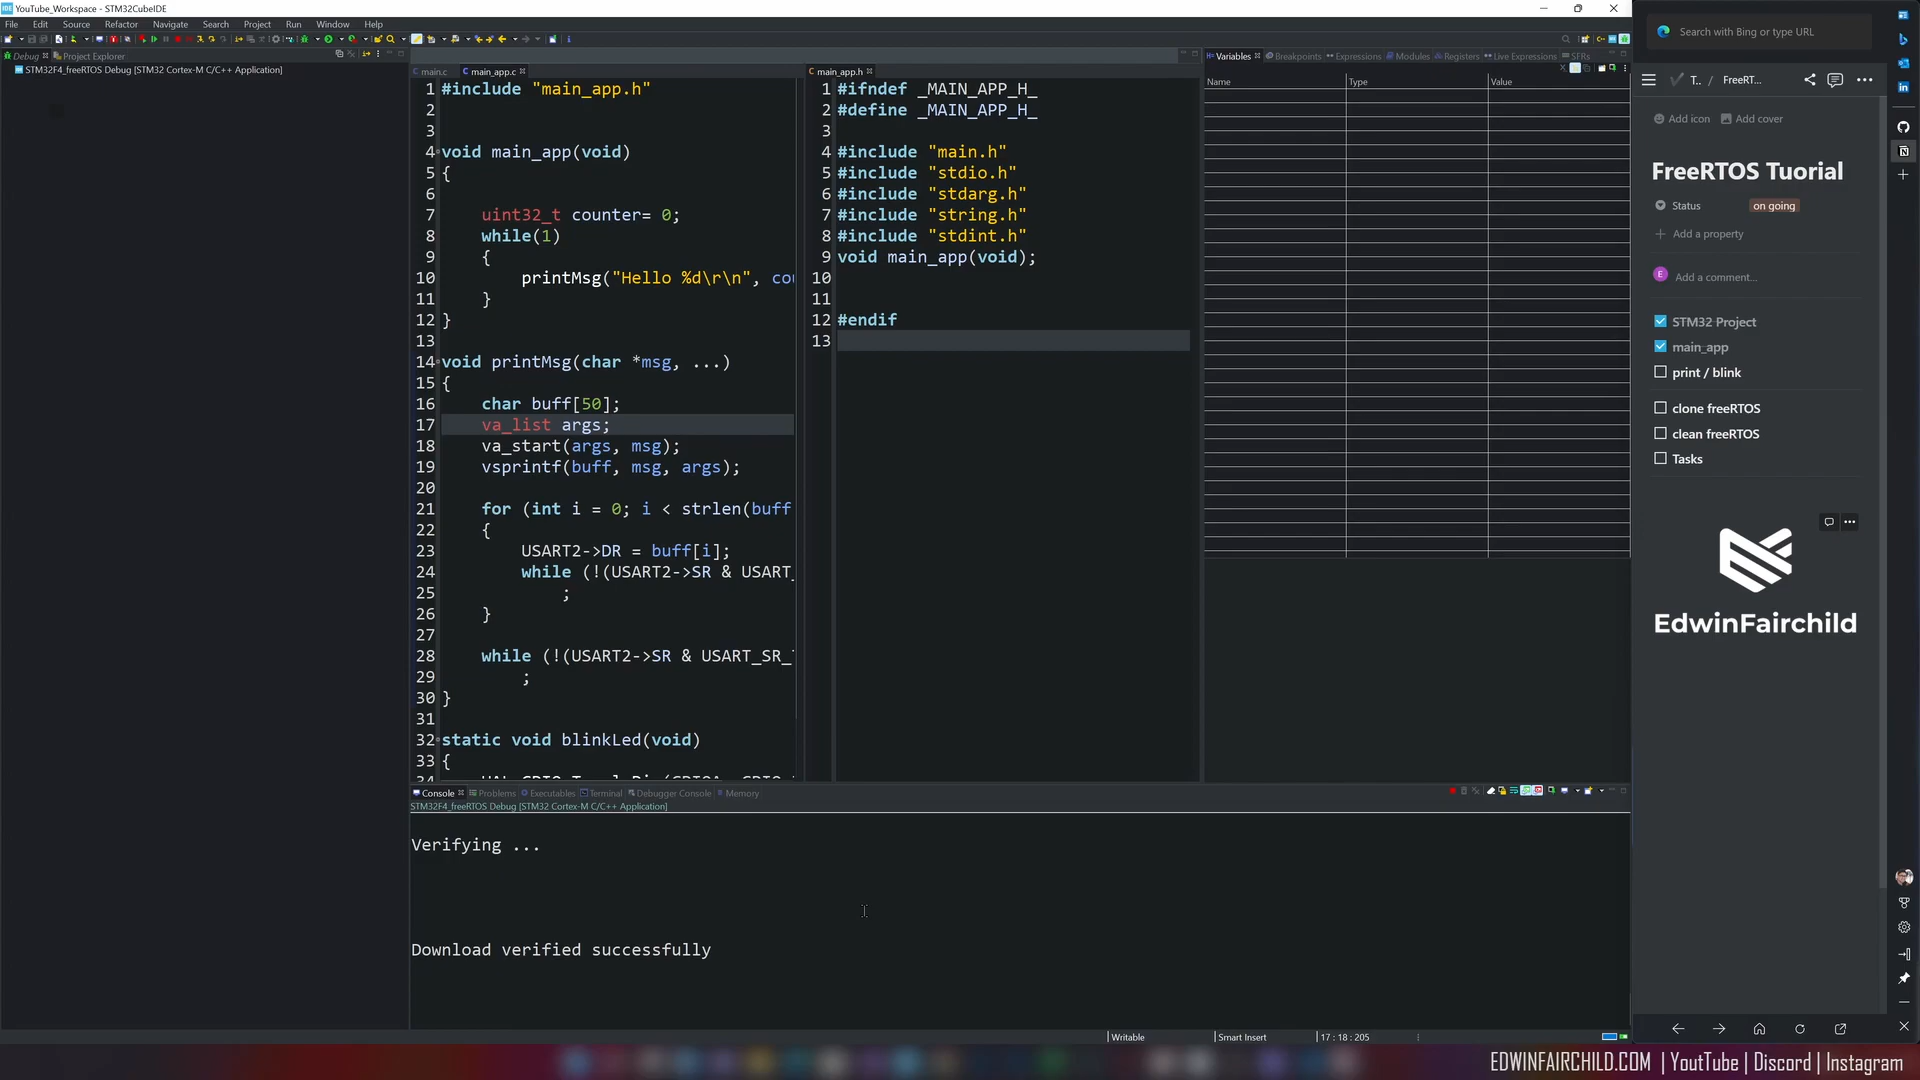 YouTube_Workspace - STM32CubeIDE
File Edit Source Refactor Navigate Search Project Run Window Help
Debug Project Explorer
STM32F4_freeRTOS Debug [STM32 Cortex-M C/C++ Application]
main.c main_app.c
1 #include "main_app.h"
2
3
4 void main_app(void)
5 {
6
7 uint32_t counter= 0;
8 while(1)
9 {
10 printMsg("Hello %d\r\n", cou
11 }
12 }
13
14 void printMsg(char *msg, ...)
15 {
16 char buff[50];
17 va_list args;
18 va_start(args, msg);
19 vsprintf(buff, msg, args);
20
21 for (int i = 0; i < strlen(buff
22 {
23 USART2->DR = buff[i];
24 while (!(USART2->SR & USART_
25 ;
26 }
27
28 while (!(USART2->SR & USART_SR_
29 ;
30 }
31
32 static void blinkLed(void)
33 {
main_app.h
1 #ifndef _MAIN_APP_H_
2 #define _MAIN_APP_H_
3
4 #include "main.h"
5 #include "stdio.h"
6 #include "stdarg.h"
7 #include "string.h"
8 #include "stdint.h"
9 void main_app(void);
10
11
12 #endif
13
Variables Breakpoints Expressions Modules Registers Live Expressions SFRs
Name Type Value
Console Problems Executables Terminal Debugger Console Memory
STM32F4_freeRTOS Debug [STM32 Cortex-M C/C++ Application]
Verifying ...
Download verified successfully
Writable Smart Insert 17 : 18 : 205
Search with Bing or type URL
T... / FreeRT...
Add icon Add cover
FreeRTOS Tuorial
Status on going
Add a property
E Add a comment...
STM32 Project
main_app
print / blink
clone freeRTOS
clean freeRTOS
Tasks
EdwinFairchild
EDWINFAIRCHILD.COM | YouTube | Discord | Instagram